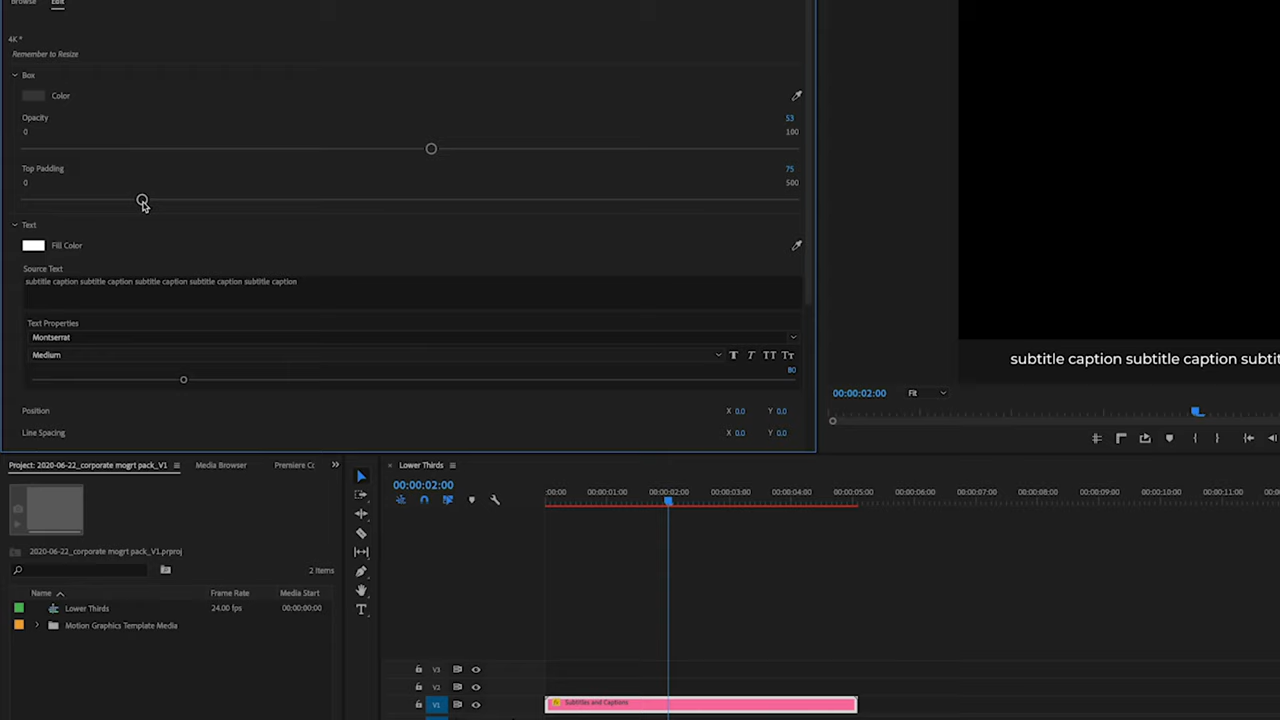 Browse Edit
4K*
Remember to Resize
Box
Color
Opacity 53
0 100
Top Padding 75
0 500
Text
Fill Color
Source Text
subtitle caption subtitle caption subtitle caption subtitle caption subtitle caption
Text Properties
Montserrat
Medium T T TT TT
80
Position X 0.0 Y 0.0
Line Spacing X 0.0 Y 0.0
subtitle caption subtitle caption subti
00:00:02:00 Fit
Project: 2020-06-22_corporate mogrt pack_V1 Media Browser Premiere Cc
2020-06-22_corporate mogrt pack_V1.prproj
2 Items
Name Frame Rate Media Start
Lower Thirds 24.00 fps 00:00:00:00
Motion Graphics Template Media
T
× Lower Thirds
00:00:02:00
:00:00 00:00:01:00 00:00:02:00 00:00:03:00 00:00:04:00 00:00:05:00 00:00:06:00 00:00:07:00 00:00:08:00 00:00:09:00 00:00:10:00 00:00:11:00
V3
V2
V1 fx Subtitles and Captions